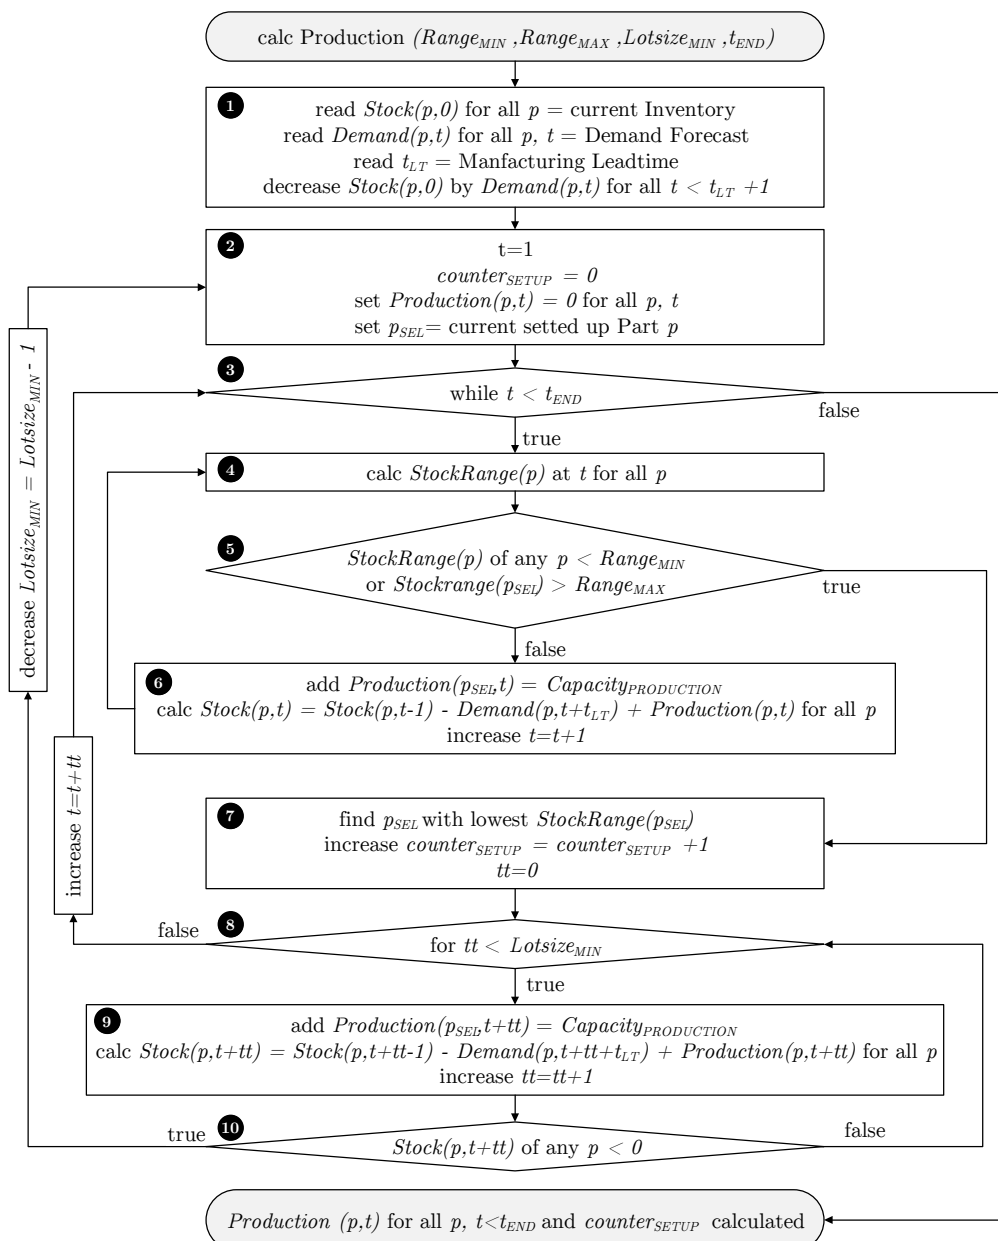 calc Production (Range_MIN ,Range_MAX ,Lotsize_MIN ,t_END)
1
read Stock(p,0) for all p = current Inventory
read Demand(p,t) for all p, t = Demand Forecast
read t_LT = Manfacturing Leadtime
decrease Stock(p,0) by Demand(p,t) for all t < t_LT +1
2
t=1
counter_SETUP = 0
set Production(p,t) = 0 for all p, t
set p_SEL= current setted up Part p
3
while t < t_END
false
true
4
calc StockRange(p) at t for all p
5
StockRange(p) of any p < Range_MIN
or Stockrange(p_SEL) > Range_MAX
true
false
6
add Production(p_SEL,t) = Capacity_PRODUCTION
calc Stock(p,t) = Stock(p,t-1) - Demand(p,t+t_LT) + Production(p,t) for all p
increase t=t+1
7
find p_SEL with lowest StockRange(p_SEL)
increase counter_SETUP = counter_SETUP +1
tt=0
8
for tt < Lotsize_MIN
false
true
increase t=t+tt
9
add Production(p_SEL,t+tt) = Capacity_PRODUCTION
calc Stock(p,t+tt) = Stock(p,t+tt-1) - Demand(p,t+tt+t_LT) + Production(p,t+tt) for all p
increase tt=tt+1
10
Stock(p,t+tt) of any p < 0
true
false
decrease Lotsize_MIN = Lotsize_MIN - 1
Production (p,t) for all p, t<t_END and counter_SETUP calculated